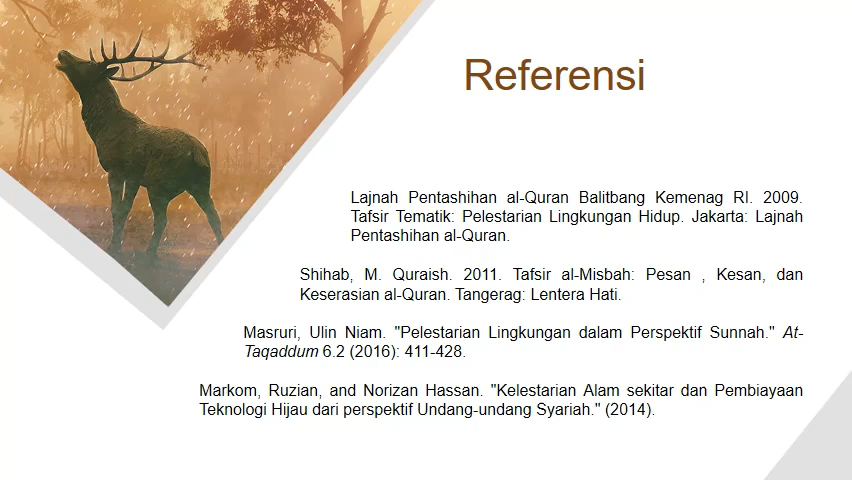 Referensi
Lajnah Pentashihan al-Quran Balitbang Kemenag RI. 2009.
Tafsir Tematik: Pelestarian Lingkungan Hidup. Jakarta: Lajnah
Pentashihan al-Quran.
Shihab, M. Quraish. 2011. Tafsir al-Misbah: Pesan , Kesan, dan
Keserasian al-Quran. Tangerag: Lentera Hati.
Masruri, Ulin Niam. "Pelestarian Lingkungan dalam Perspektif Sunnah." At-
Taqaddum 6.2 (2016): 411-428.
Markom, Ruzian, and Norizan Hassan. "Kelestarian Alam sekitar dan Pembiayaan
Teknologi Hijau dari perspektif Undang-undang Syariah." (2014).